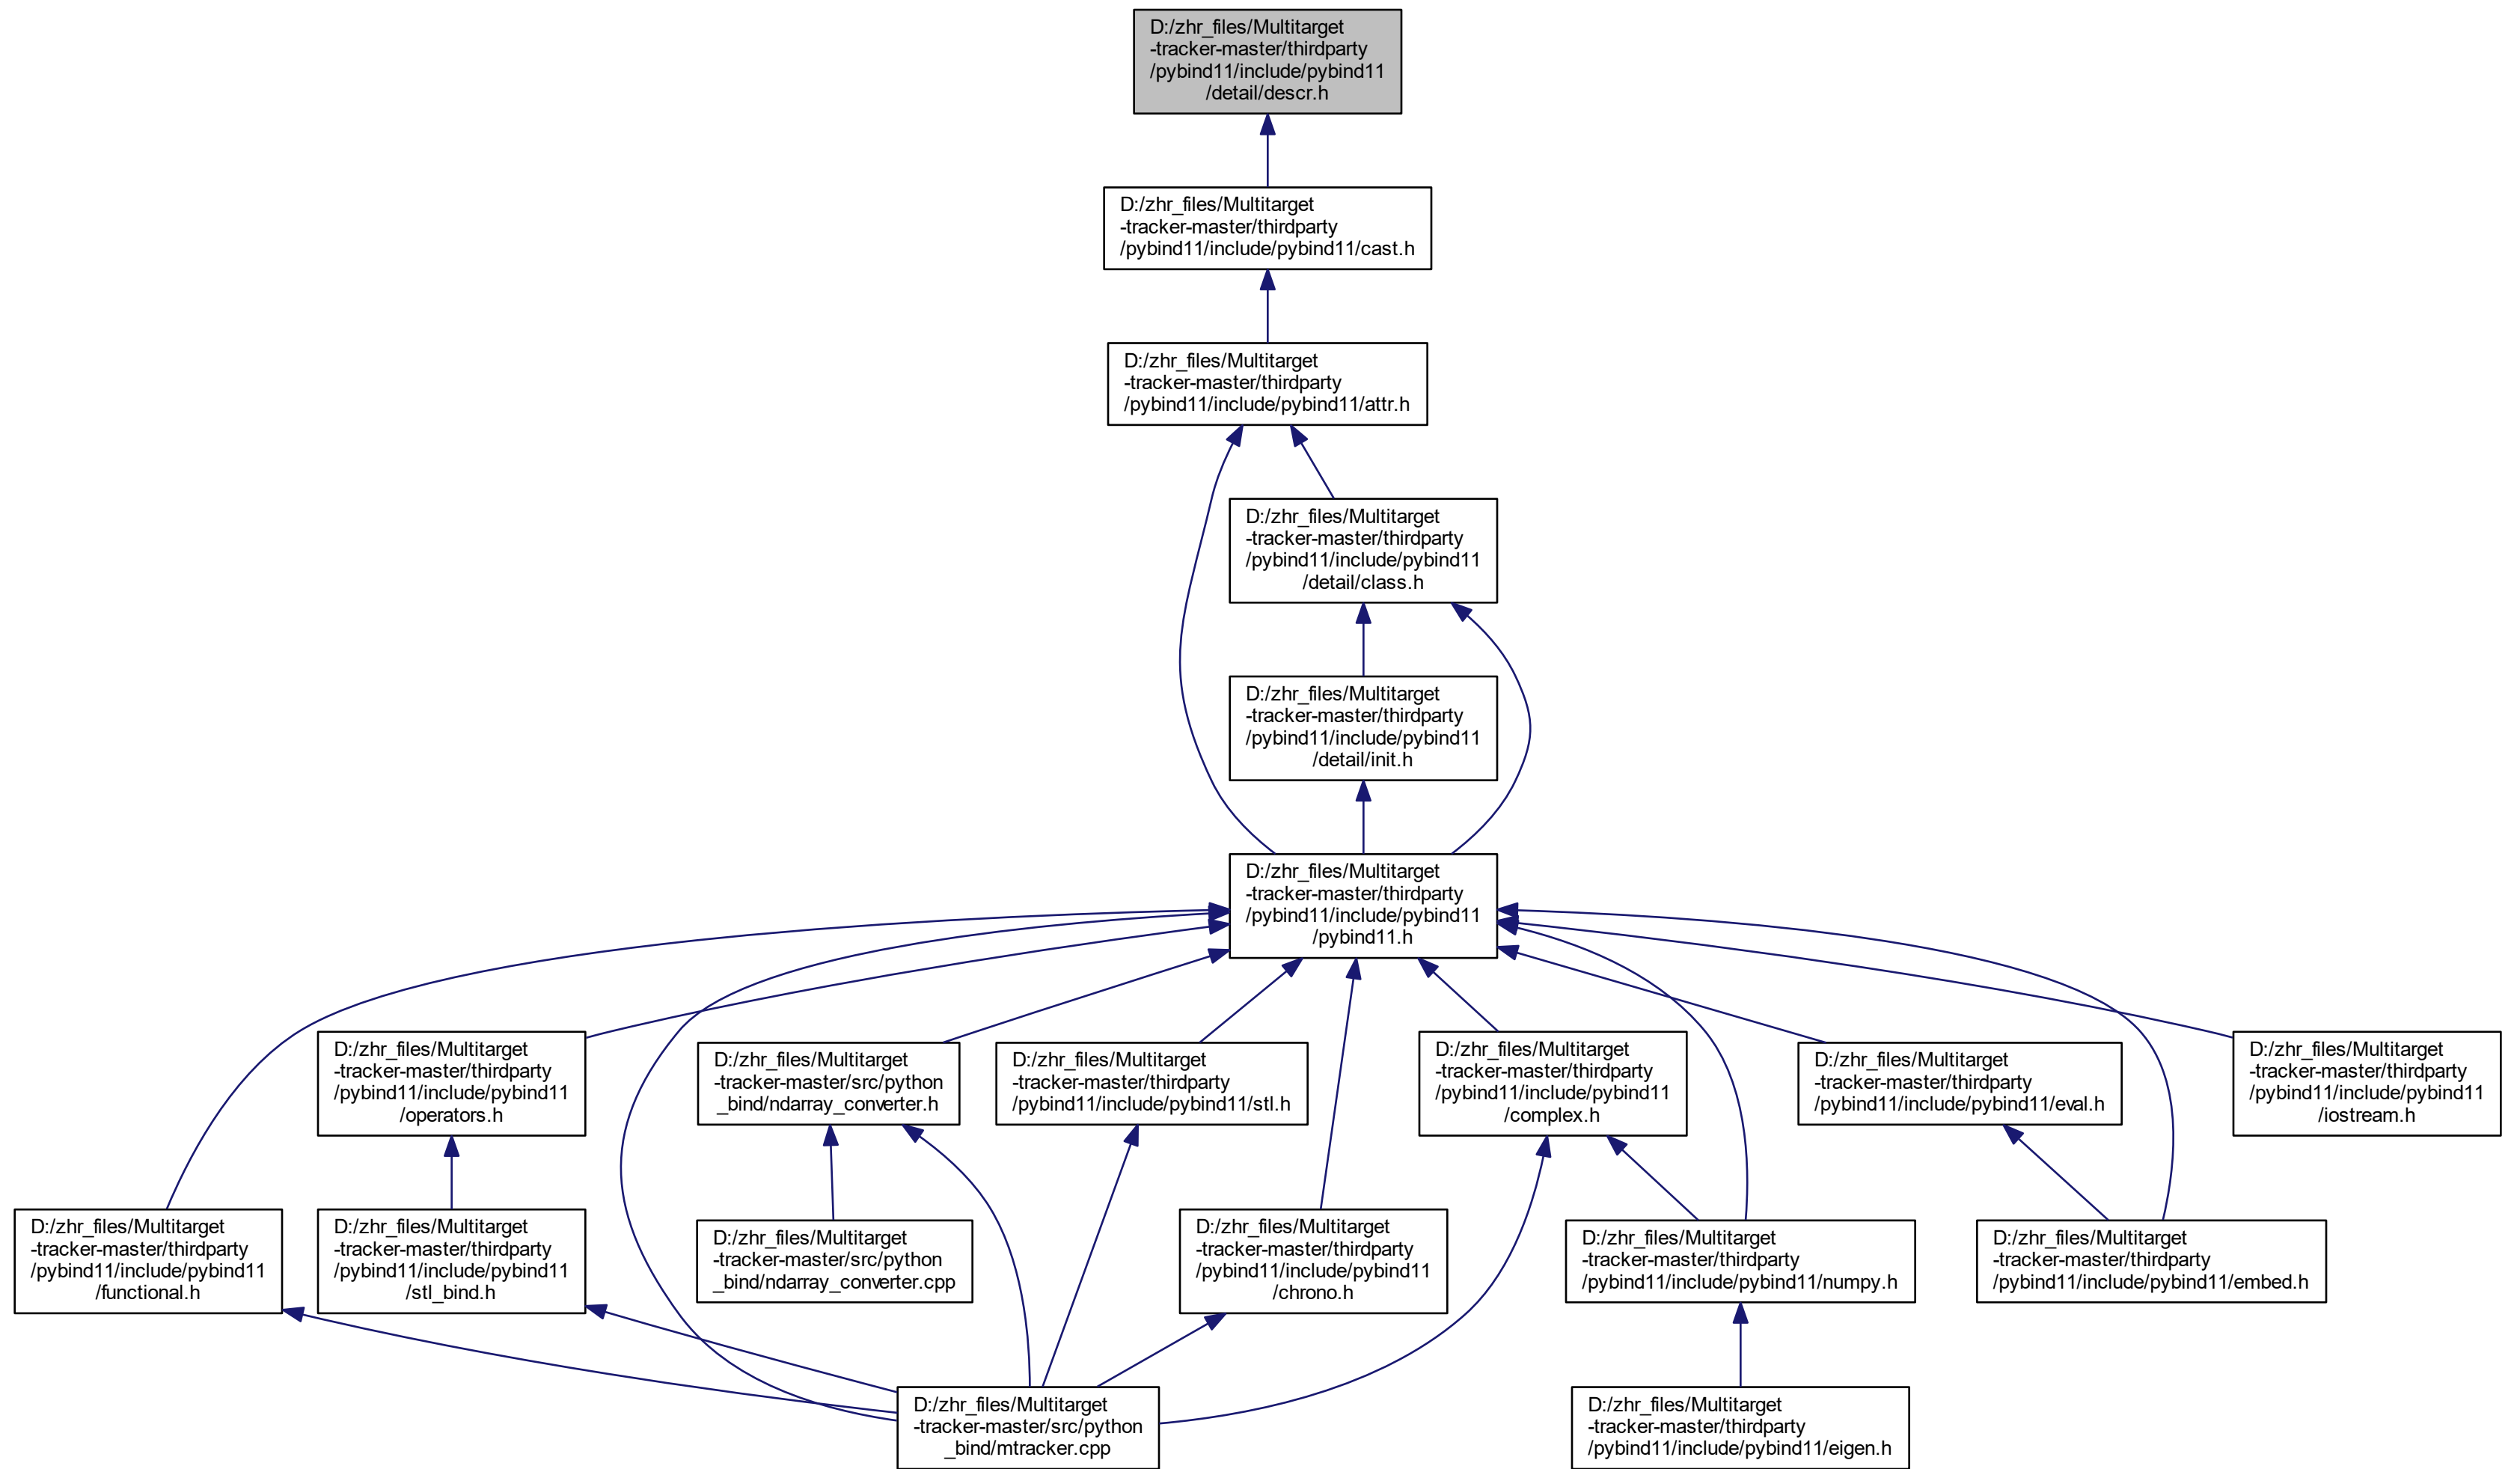 D:/zhr_files/Multitarget
-tracker-master/thirdparty
/pybind11/include/pybind11
/detail/descr.h
D:/zhr_files/Multitarget
-tracker-master/thirdparty
/pybind11/include/pybind11/cast.h
D:/zhr_files/Multitarget
-tracker-master/thirdparty
/pybind11/include/pybind11/attr.h
D:/zhr_files/Multitarget
-tracker-master/thirdparty
/pybind11/include/pybind11
/detail/class.h
D:/zhr_files/Multitarget
-tracker-master/thirdparty
/pybind11/include/pybind11
/detail/init.h
D:/zhr_files/Multitarget
-tracker-master/thirdparty
/pybind11/include/pybind11
/pybind11.h
D:/zhr_files/Multitarget
-tracker-master/thirdparty
/pybind11/include/pybind11
/operators.h
D:/zhr_files/Multitarget
-tracker-master/src/python
_bind/ndarray_converter.h
D:/zhr_files/Multitarget
-tracker-master/thirdparty
/pybind11/include/pybind11/stl.h
D:/zhr_files/Multitarget
-tracker-master/thirdparty
/pybind11/include/pybind11
/complex.h
D:/zhr_files/Multitarget
-tracker-master/thirdparty
/pybind11/include/pybind11/eval.h
D:/zhr_files/Multitarget
-tracker-master/thirdparty
/pybind11/include/pybind11
/iostream.h
D:/zhr_files/Multitarget
-tracker-master/thirdparty
/pybind11/include/pybind11
/functional.h
D:/zhr_files/Multitarget
-tracker-master/thirdparty
/pybind11/include/pybind11
/stl_bind.h
D:/zhr_files/Multitarget
-tracker-master/src/python
_bind/ndarray_converter.cpp
D:/zhr_files/Multitarget
-tracker-master/thirdparty
/pybind11/include/pybind11
/chrono.h
D:/zhr_files/Multitarget
-tracker-master/thirdparty
/pybind11/include/pybind11/numpy.h
D:/zhr_files/Multitarget
-tracker-master/thirdparty
/pybind11/include/pybind11/embed.h
D:/zhr_files/Multitarget
-tracker-master/src/python
_bind/mtracker.cpp
D:/zhr_files/Multitarget
-tracker-master/thirdparty
/pybind11/include/pybind11/eigen.h